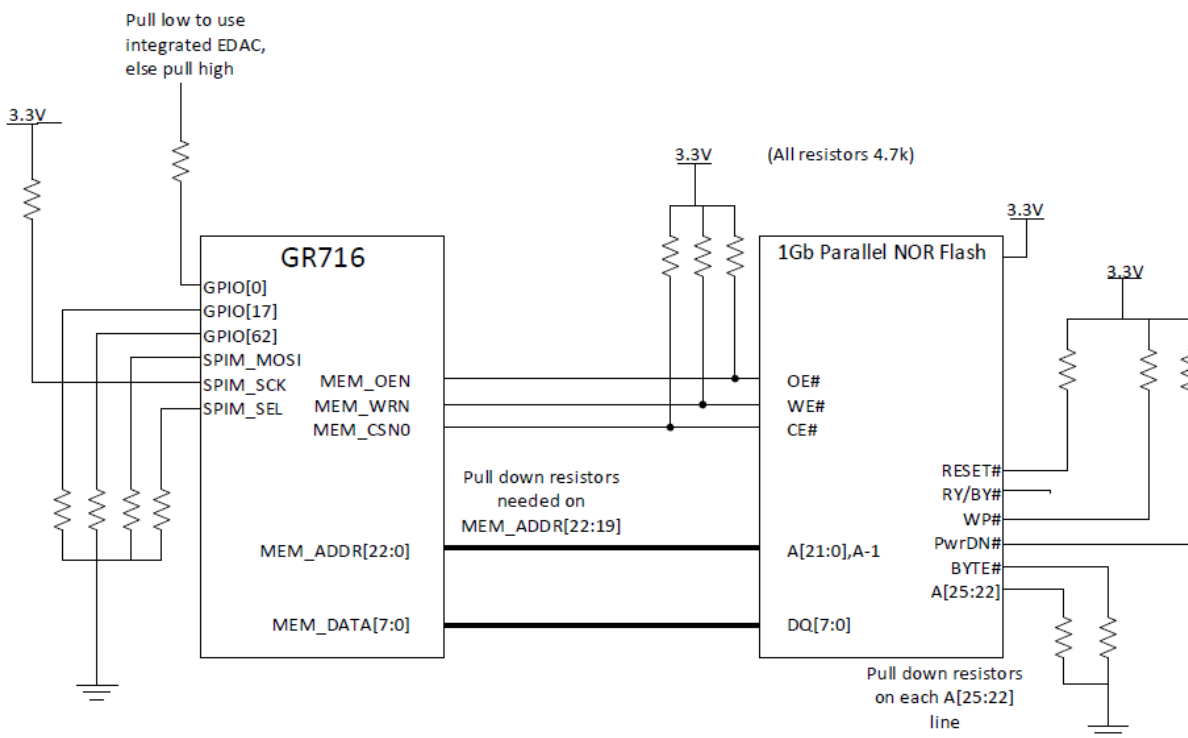 Pull low to use
integrated EDAC,
else pull high
3.3V
3.3V
(All resistors 4.7k)
3.3V
3.3V
GR716
GPIO[0]
GPIO[17]
GPIO[62]
SPIM_MOSI
SPIM_SCK
SPIM_SEL
MEM_OEN
MEM_WRN
MEM_CSN0
MEM_ADDR[22:0]
MEM_DATA[7:0]
Pull down resistors
needed on
MEM_ADDR[22:19]
1Gb Parallel NOR Flash
OE#
WE#
CE#
A[21:0],A-1
DQ[7:0]
RESET#
RY/BY#
WP#
PwrDN#
BYTE#
A[25:22]
Pull down resistors
on each A[25:22]
line